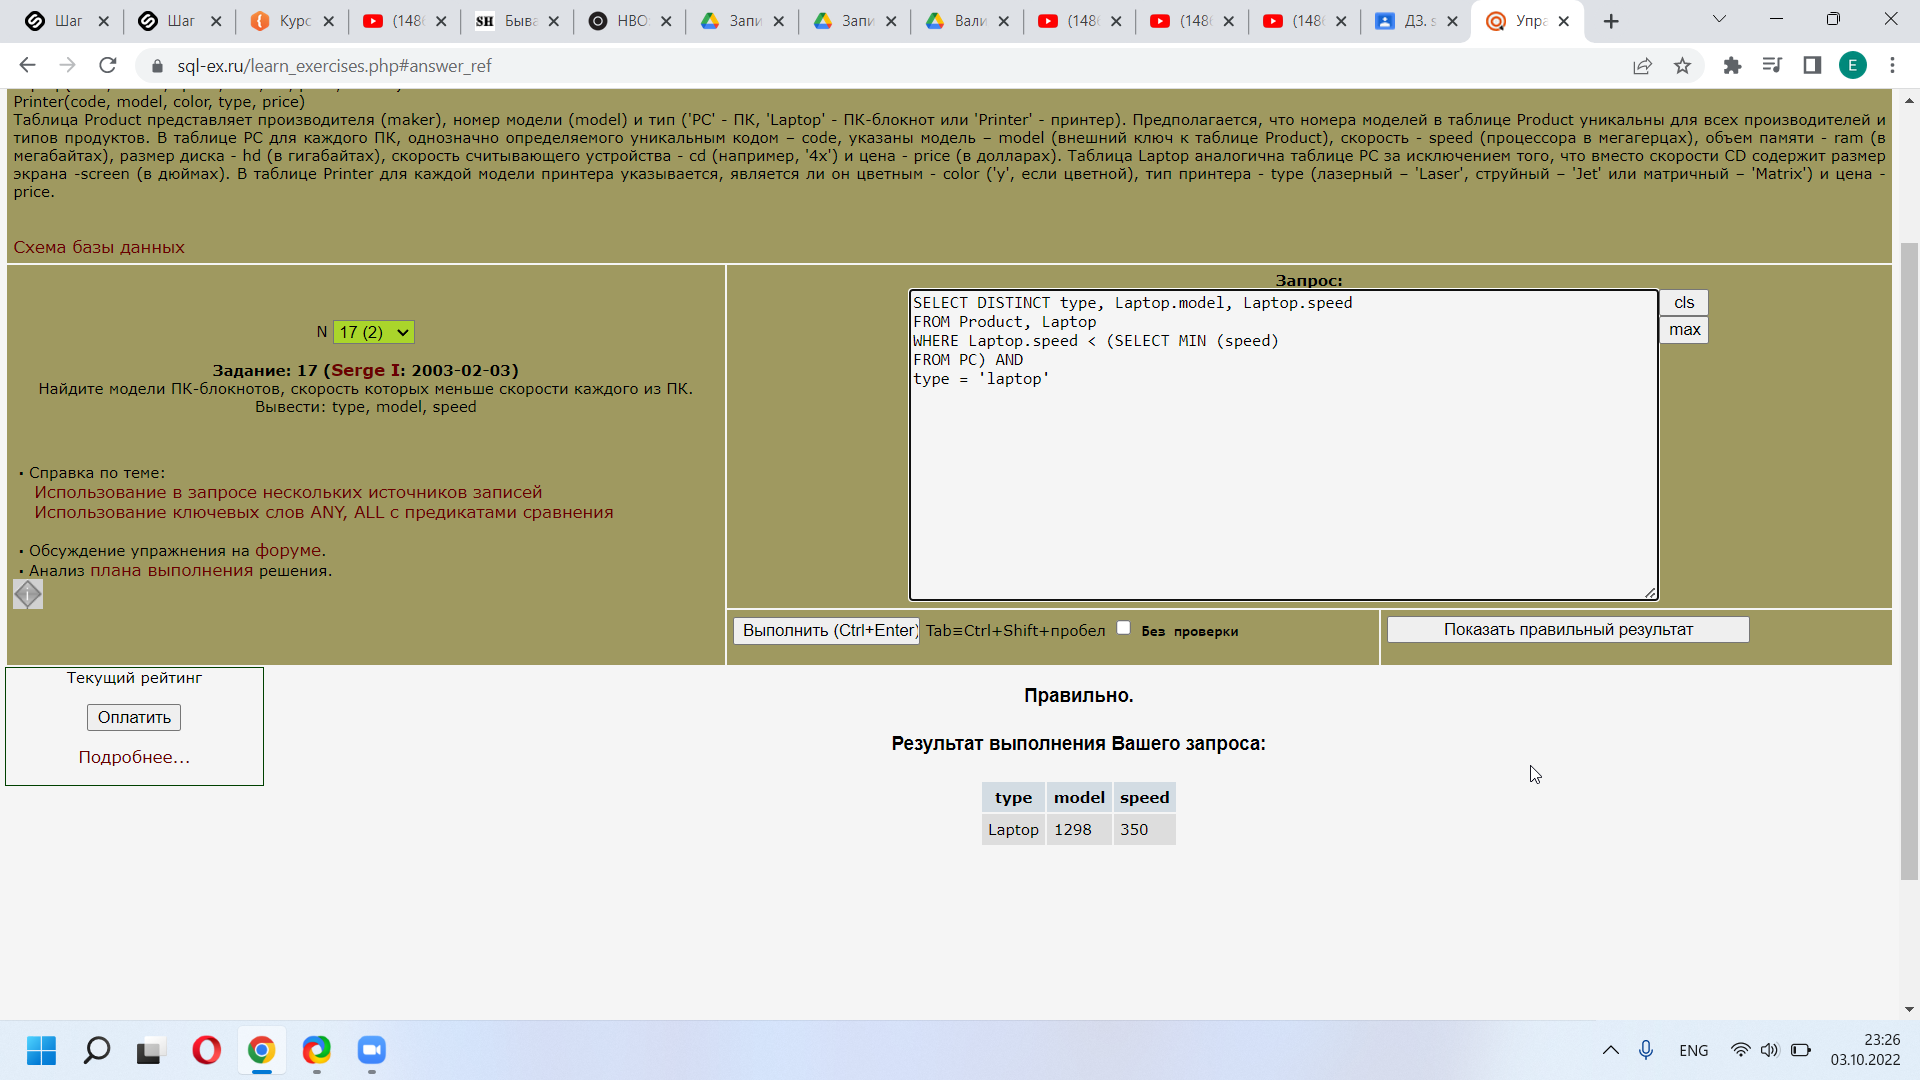 Шаг
Шаг
Курс
(148
SH Быва
HBO
Запи
Запи
Вали
(148
(148
(148
ДЗ. s
Упра
sql-ex.ru/learn_exercises.php#answer_ref
E
Printer(code, model, color, type, price)
Таблица Product представляет производителя (maker), номер модели (model) и тип ('PC' - ПК, 'Laptop' - ПК-блокнот или 'Printer' - принтер). Предполагается, что номера моделей в таблице Product уникальны для всех производителей и
типов продуктов. В таблице PC для каждого ПК, однозначно определяемого уникальным кодом – code, указаны модель – model (внешний ключ к таблице Product), скорость - speed (процессора в мегагерцах), объем памяти - ram (в
мегабайтах), размер диска - hd (в гигабайтах), скорость считывающего устройства - cd (например, '4x') и цена - price (в долларах). Таблица Laptop аналогична таблице PC за исключением того, что вместо скорости CD содержит размер
экрана -screen (в дюймах). В таблице Printer для каждой модели принтера указывается, является ли он цветным - color ('y', если цветной), тип принтера - type (лазерный – 'Laser', струйный – 'Jet' или матричный – 'Matrix') и цена -
price.
Схема базы данных
N 17 (2)
Задание: 17 (Serge I: 2003-02-03)
Найдите модели ПК-блокнотов, скорость которых меньше скорости каждого из ПК.
Вывести: type, model, speed
• Справка по теме:
Использование в запросе нескольких источников записей
Использование ключевых слов ANY, ALL с предикатами сравнения
• Обсуждение упражнения на форуме.
• Анализ плана выполнения решения.
Запрос:
SELECT DISTINCT type, Laptop.model, Laptop.speed
FROM Product, Laptop
WHERE Laptop.speed < (SELECT MIN (speed)
FROM PC) AND
type = 'laptop'
cls
max
Выполнить (Ctrl+Enter) Tab≡Ctrl+Shift+пробел Без проверки
Показать правильный результат
Текущий рейтинг
Оплатить
Подробнее...
Правильно.
Результат выполнения Вашего запроса:
type model speed
Laptop 1298 350
ENG
23:26
03.10.2022